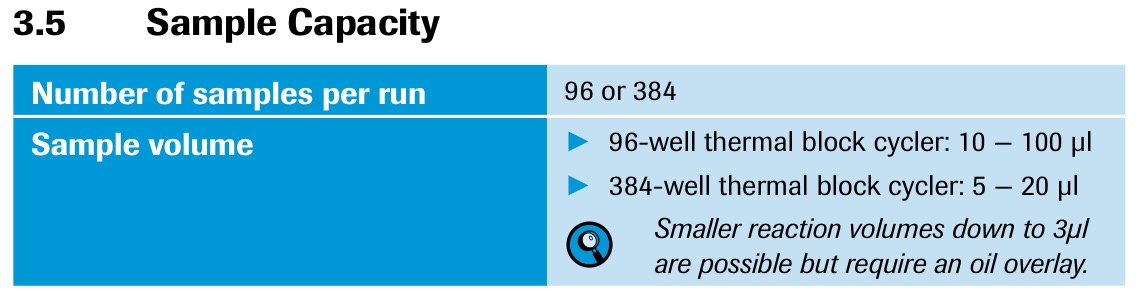 3.5 Sample Capacity
Number of samples per run 96 or 384
Sample volume ► 96-well thermal block cycler: 10 – 100 µl
► 384-well thermal block cycler: 5 – 20 µl
Smaller reaction volumes down to 3µl
are possible but require an oil overlay.